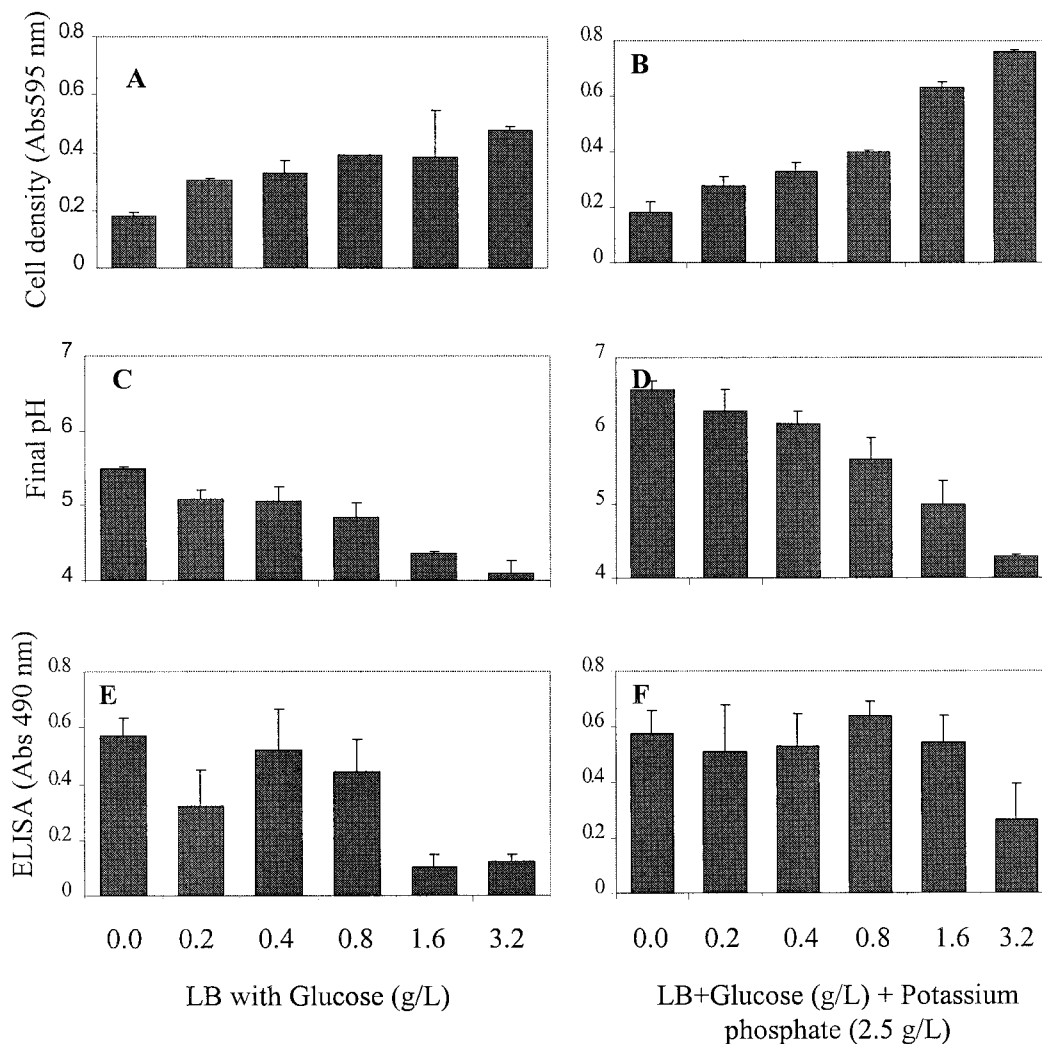 Cell density (Abs595 nm)
0.8
0.6
0.4
0.2
0
A
0.8
0.6
0.4
0.2
0
B
Final pH
7
6
5
4
C
7
6
5
4
D
ELISA (Abs 490 nm)
0.8
0.6
0.4
0.2
0
E
0.8
0.6
0.4
0.2
0
F
0.0 0.2 0.4 0.8 1.6 3.2
LB with Glucose (g/L)
0.0 0.2 0.4 0.8 1.6 3.2
LB+Glucose (g/L) + Potassium
phosphate (2.5 g/L)